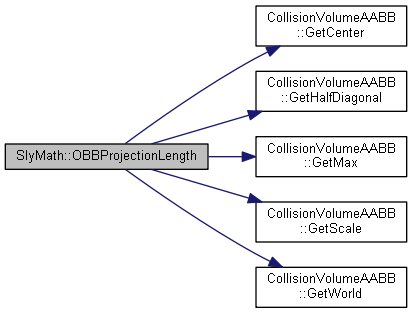 CollisionVolumeAABB
::GetCenter
CollisionVolumeAABB
::GetHalfDiagonal
SlyMath::OBBProjectionLength
CollisionVolumeAABB
::GetMax
CollisionVolumeAABB
::GetScale
CollisionVolumeAABB
::GetWorld